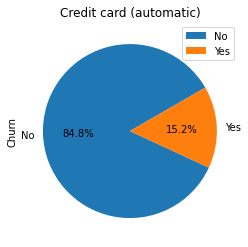 Credit card (automatic)
No
Yes
Churn
No
84.8%
15.2%
Yes